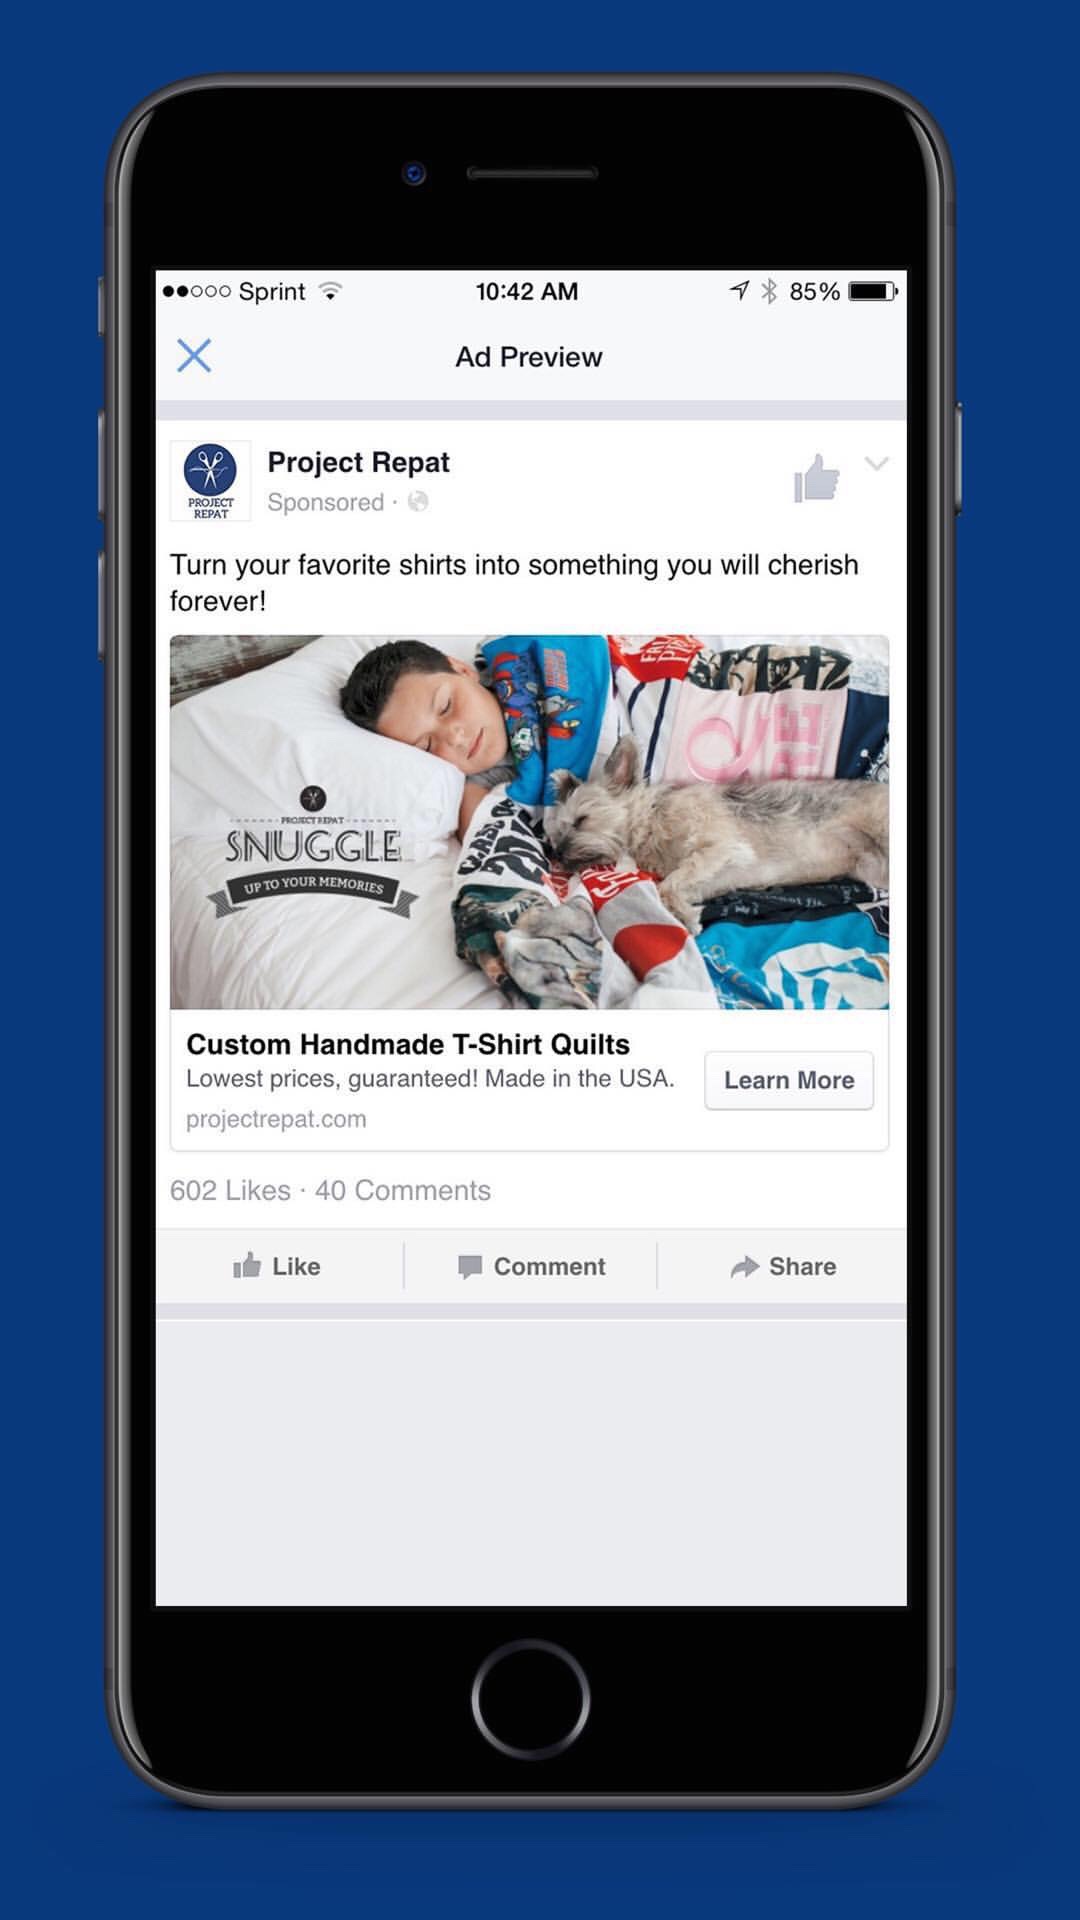 Sprint 10:42 AM 85%
Ad Preview
Project Repat
Sponsored ·
PROJECT
REPAT
Turn your favorite shirts into something you will cherish
forever!
PROJECT REPAT
SNUGGLE
UP TO YOUR MEMORIES
CLASS OF
Custom Handmade T-Shirt Quilts
Lowest prices, guaranteed! Made in the USA.
Learn More
projectrepat.com
602 Likes · 40 Comments
Like Comment Share